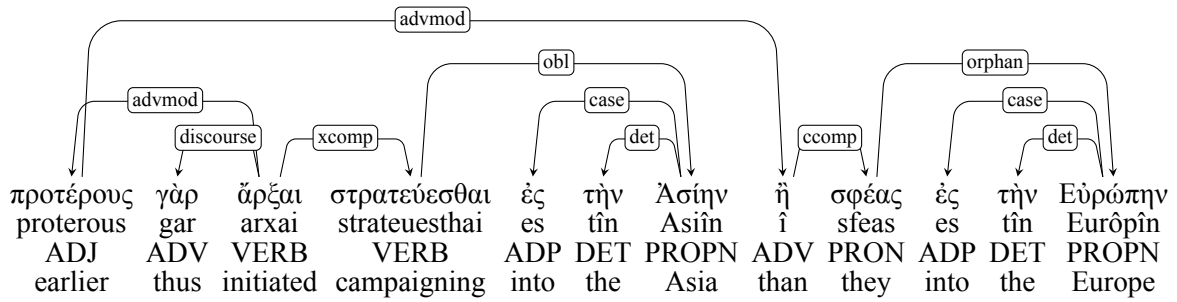 advmod
obl orphan
advmod case case
discourse xcomp det ccomp det
προτέρους γὰρ ἄρξαι στρατεύεσθαι ἐς τὴν Ἀσίην ἢ σφέας ἐς τὴν Εὐρώπην
proterous gar arxai strateuesthai es tîn Asiîn î sfeas es tîn Eurôpîn
ADJ ADV VERB VERB ADP DET PROPN ADV PRON ADP DET PROPN
earlier thus initiated campaigning into the Asia than they into the Europe